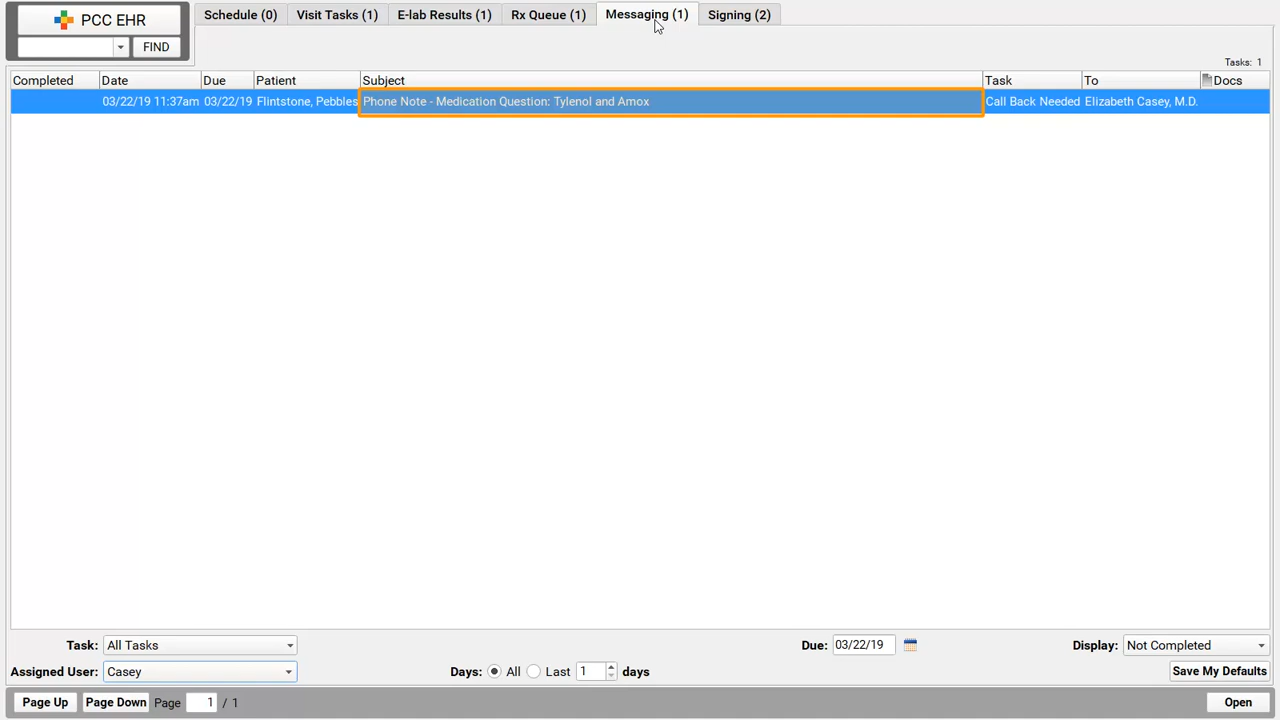 PCC EHR
FIND
Schedule (0) Visit Tasks (1) E-lab Results (1) Rx Queue (1) Messaging (1) Signing (2)
Tasks: 1
Completed Date Due Patient Subject Task To Docs
03/22/19 11:37am 03/22/19 Flintstone, Pebbles Phone Note - Medication Question: Tylenol and Amox Call Back Needed Elizabeth Casey, M.D.
Task: All Tasks Due: 03/22/19 Display: Not Completed
Assigned User: Casey Days: All Last 1 days Save My Defaults
Page Up Page Down Page 1 / 1 Open